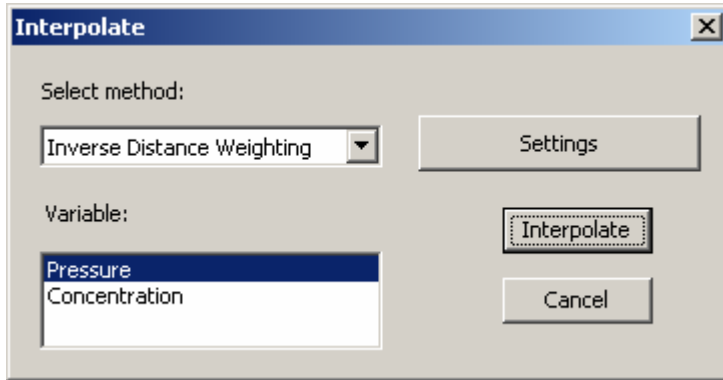 Interpolate
Select method:
Inverse Distance Weighting
Settings
Variable:
Interpolate
Pressure
Concentration
Cancel